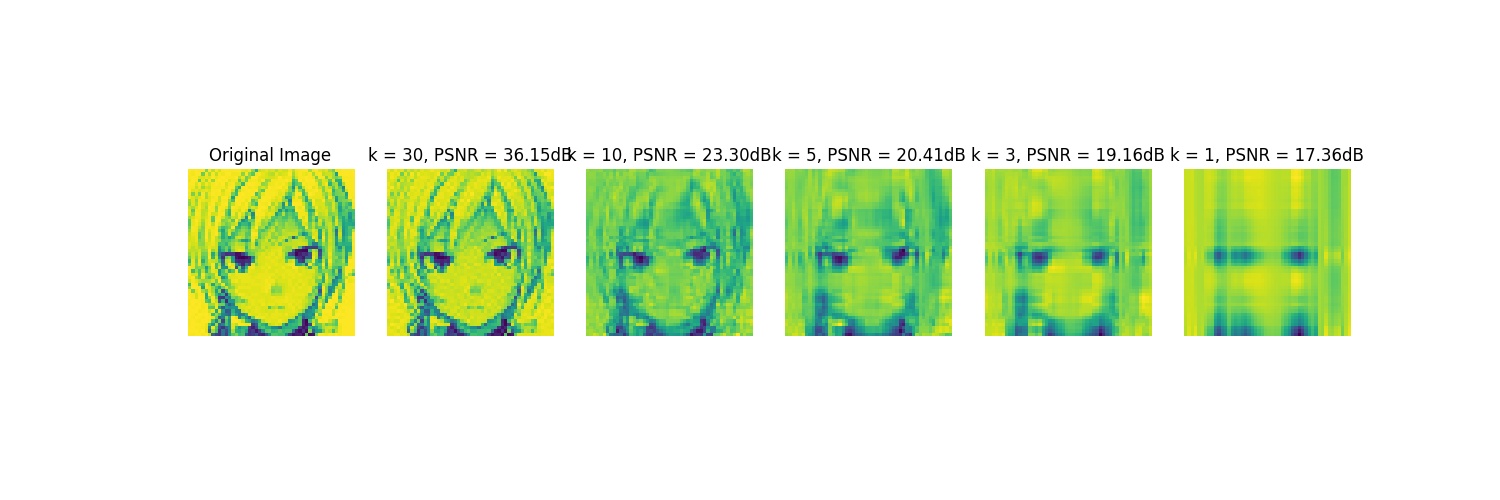 Original Image
k = 30, PSNR = 36.15dB
k = 10, PSNR = 23.30dB
k = 5, PSNR = 20.41dB
k = 3, PSNR = 19.16dB
k = 1, PSNR = 17.36dB